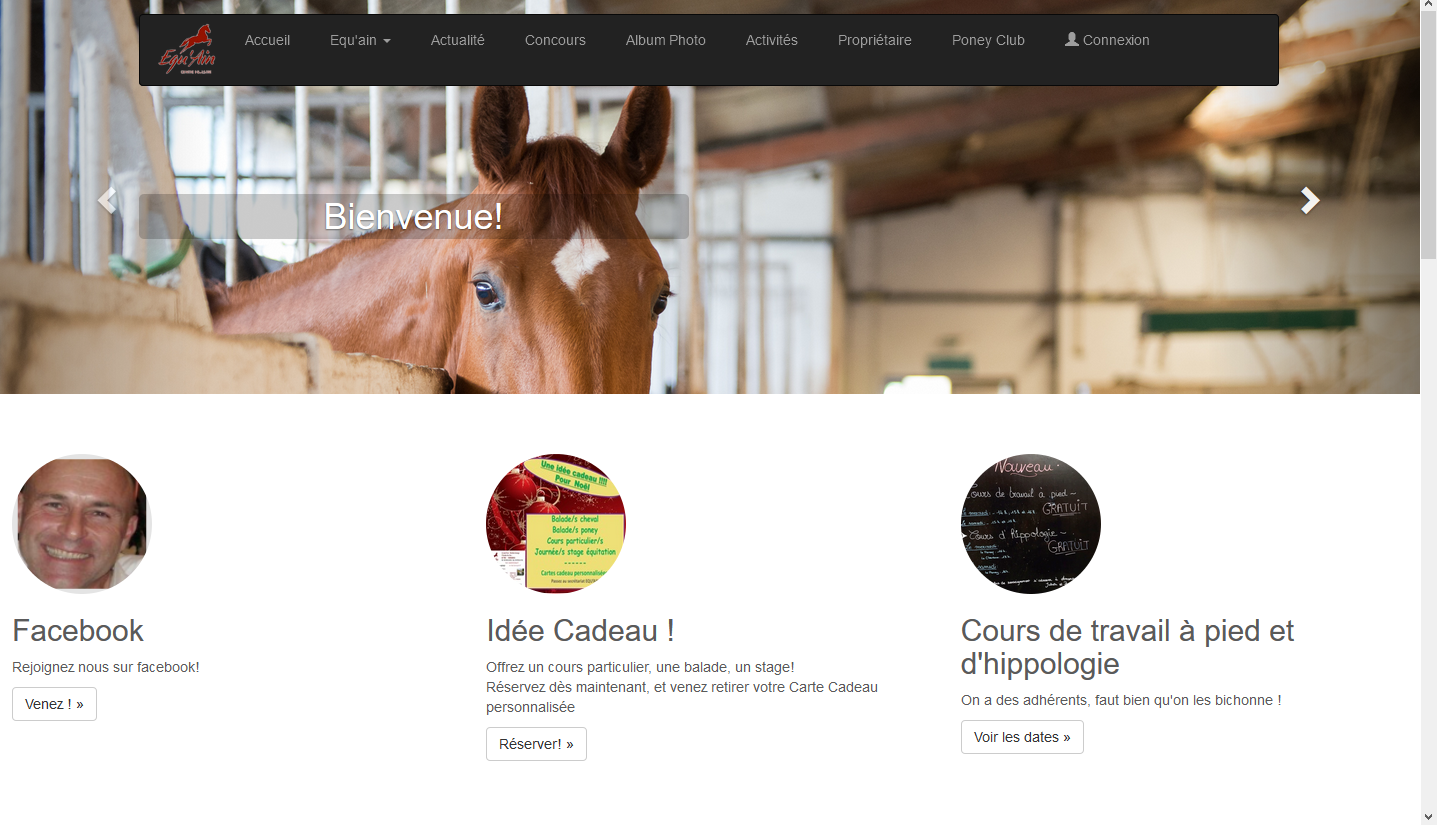 Equ'Ain
Accueil
Equ'ain
Actualité
Concours
Album Photo
Activités
Propriétaire
Poney Club
Connexion
Bienvenue!
Une idée cadeau !!!!
Pour Noël
Balade/s cheval
Balade/s poney
Cours particulier/s
Journée/s stage équitation
------
Cartes cadeau personnalisée
Nouveau
Cours de travail à pied -
GRATUIT
Cours d'hippologie -
GRATUIT
Facebook
Rejoignez nous sur facebook!
Venez ! »
Idée Cadeau !
Offrez un cours particulier, une balade, un stage!
Réservez dès maintenant, et venez retirer votre Carte Cadeau
personnalisée
Réserver! »
Cours de travail à pied et
d'hippologie
On a des adhérents, faut bien qu'on les bichonne !
Voir les dates »